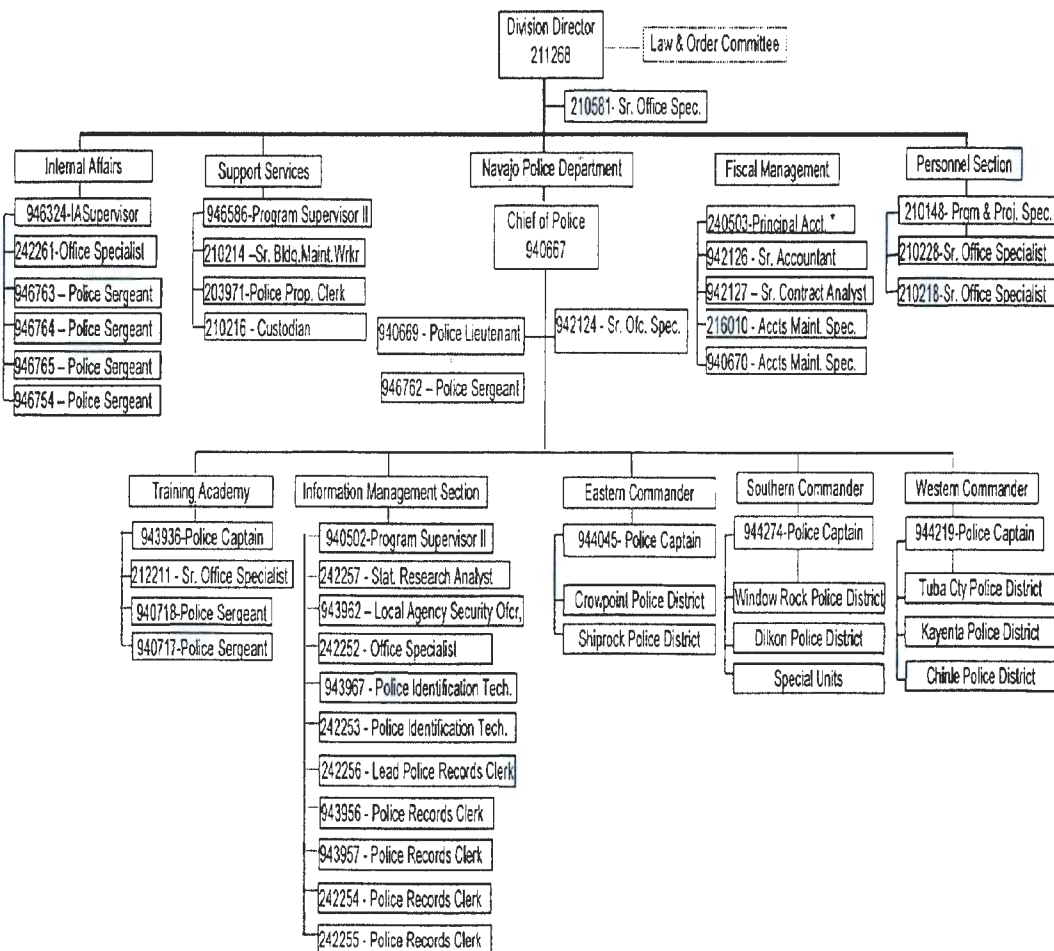 Division Director
211268
Law & Order Committee
210581- Sr. Office Spec.
Internal Affairs
946324-IASupervisor
242261-Office Specialist
946763 – Police Sergeant
946764 – Police Sergeant
946765 – Police Sergeant
946754 – Police Sergeant
Support Services
946586-Program Supervisor II
210214 –Sr. Bldg.Maint.Wrkr
203971-Police Prop. Clerk
210216 - Custodian
Navajo Police Department
Chief of Police
940667
940669 - Police Lieutenant
942124 - Sr. Ofc. Spec.
946762 – Police Sergeant
Fiscal Management
240503-Principal Acct. *
942126 - Sr. Accountant
942127 – Sr. Contract Analyst
216010 - Accts Maint. Spec.
940670 - Accts Maint. Spec.
Personnel Section
210148- Prgm & Proj. Spec.
210228-Sr. Office Specialist
210218-Sr. Office Specialist
Training Academy
943936-Police Captain
212211 - Sr. Office Specialist
940718-Police Sergeant
940717-Police Sergeant
Information Management Section
940502-Program Supervisor II
242257 - Stat. Research Analyst
943962 – Local Agency Security Ofcr,
242252 - Office Specialist
943967 - Police Identification Tech.
242253 - Police Identification Tech.
242256 - Lead Police Records Clerk
943956 - Police Records Clerk
943957 - Police Records Clerk
242254 - Police Records Clerk
242255 - Police Records Clerk
Eastern Commander
944045- Police Captain
Crowpoint Police District
Shiprock Police District
Southern Commander
944274-Police Captain
Window Rock Police District
Dilkon Police District
Special Units
Western Commander
944219-Police Captain
Tuba Cty Police District
Kayenta Police District
Chinle Police District